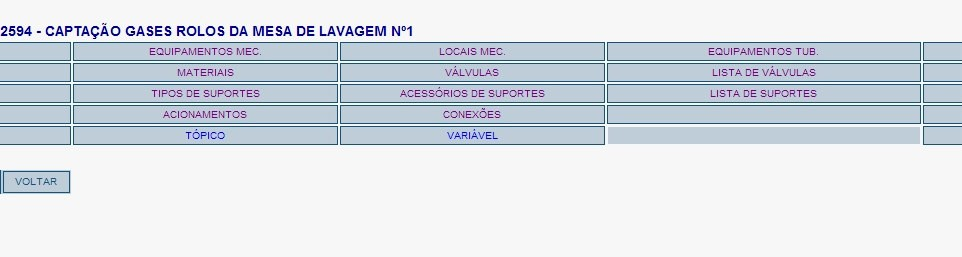 2594 - CAPTAÇÃO GASES ROLOS DA MESA DE LAVAGEM Nº1
EQUIPAMENTOS MEC. LOCAIS MEC. EQUIPAMENTOS TUB.
MATERIAIS VÁLVULAS LISTA DE VÁLVULAS
TIPOS DE SUPORTES ACESSÓRIOS DE SUPORTES LISTA DE SUPORTES
ACIONAMENTOS CONEXÕES
TÓPICO VARIÁVEL
VOLTAR